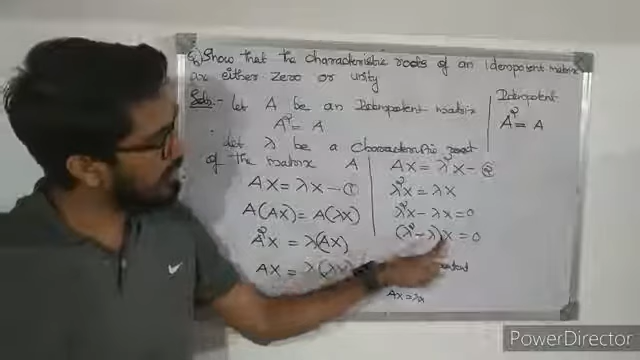 Q) Show that the characteristic roots of an Idempotent matrix
are either Zero or unity
Soln:- Let A be an Idempotent matrix
A² = A
Let λ be a characteristic root
of the matrix A
AX = λX - ①
A(AX) = A(λX)
A²X = λ(AX)
AX = λ(λX)
AX = λ²X - ②
λ²X = λX
λ²X - λX = 0
(λ² - λ)X = 0
AX = λX
Idempotent
A² = A
PowerDirector